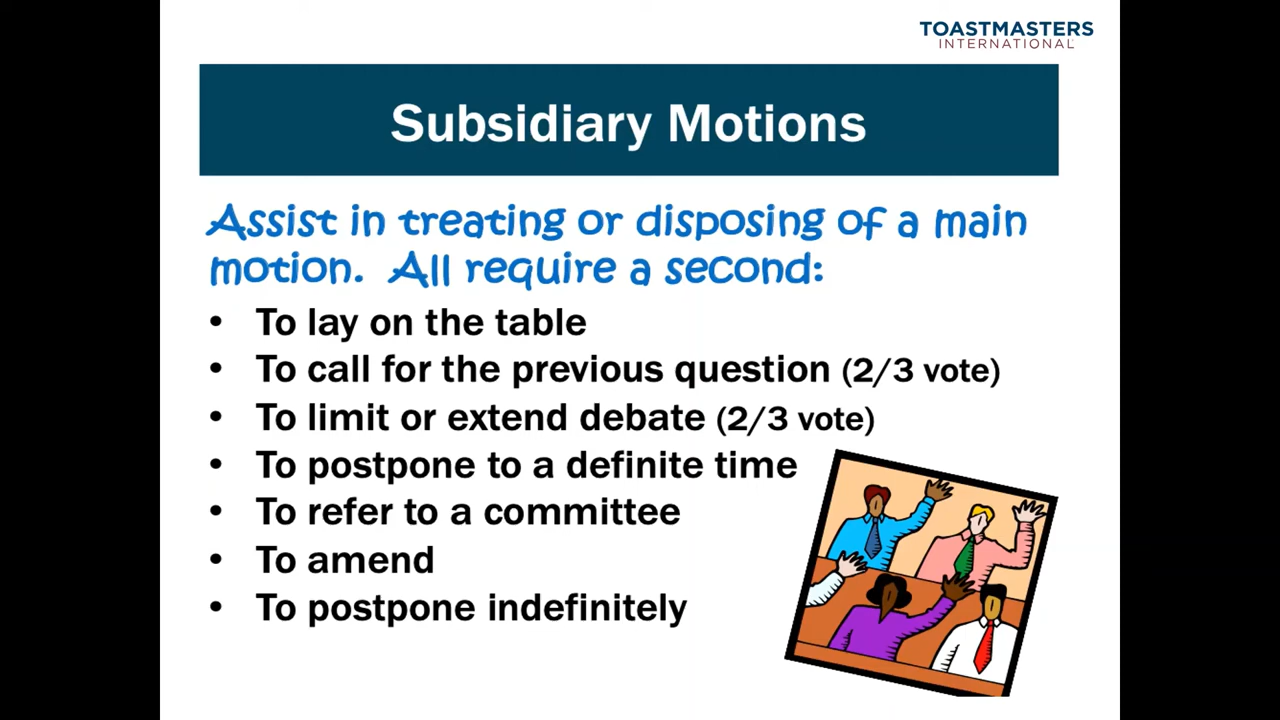 TOASTMASTERS
INTERNATIONAL
Subsidiary Motions
Assist in treating or disposing of a main
motion. All require a second:
• To lay on the table
• To call for the previous question (2/3 vote)
• To limit or extend debate (2/3 vote)
• To postpone to a definite time
• To refer to a committee
• To amend
• To postpone indefinitely